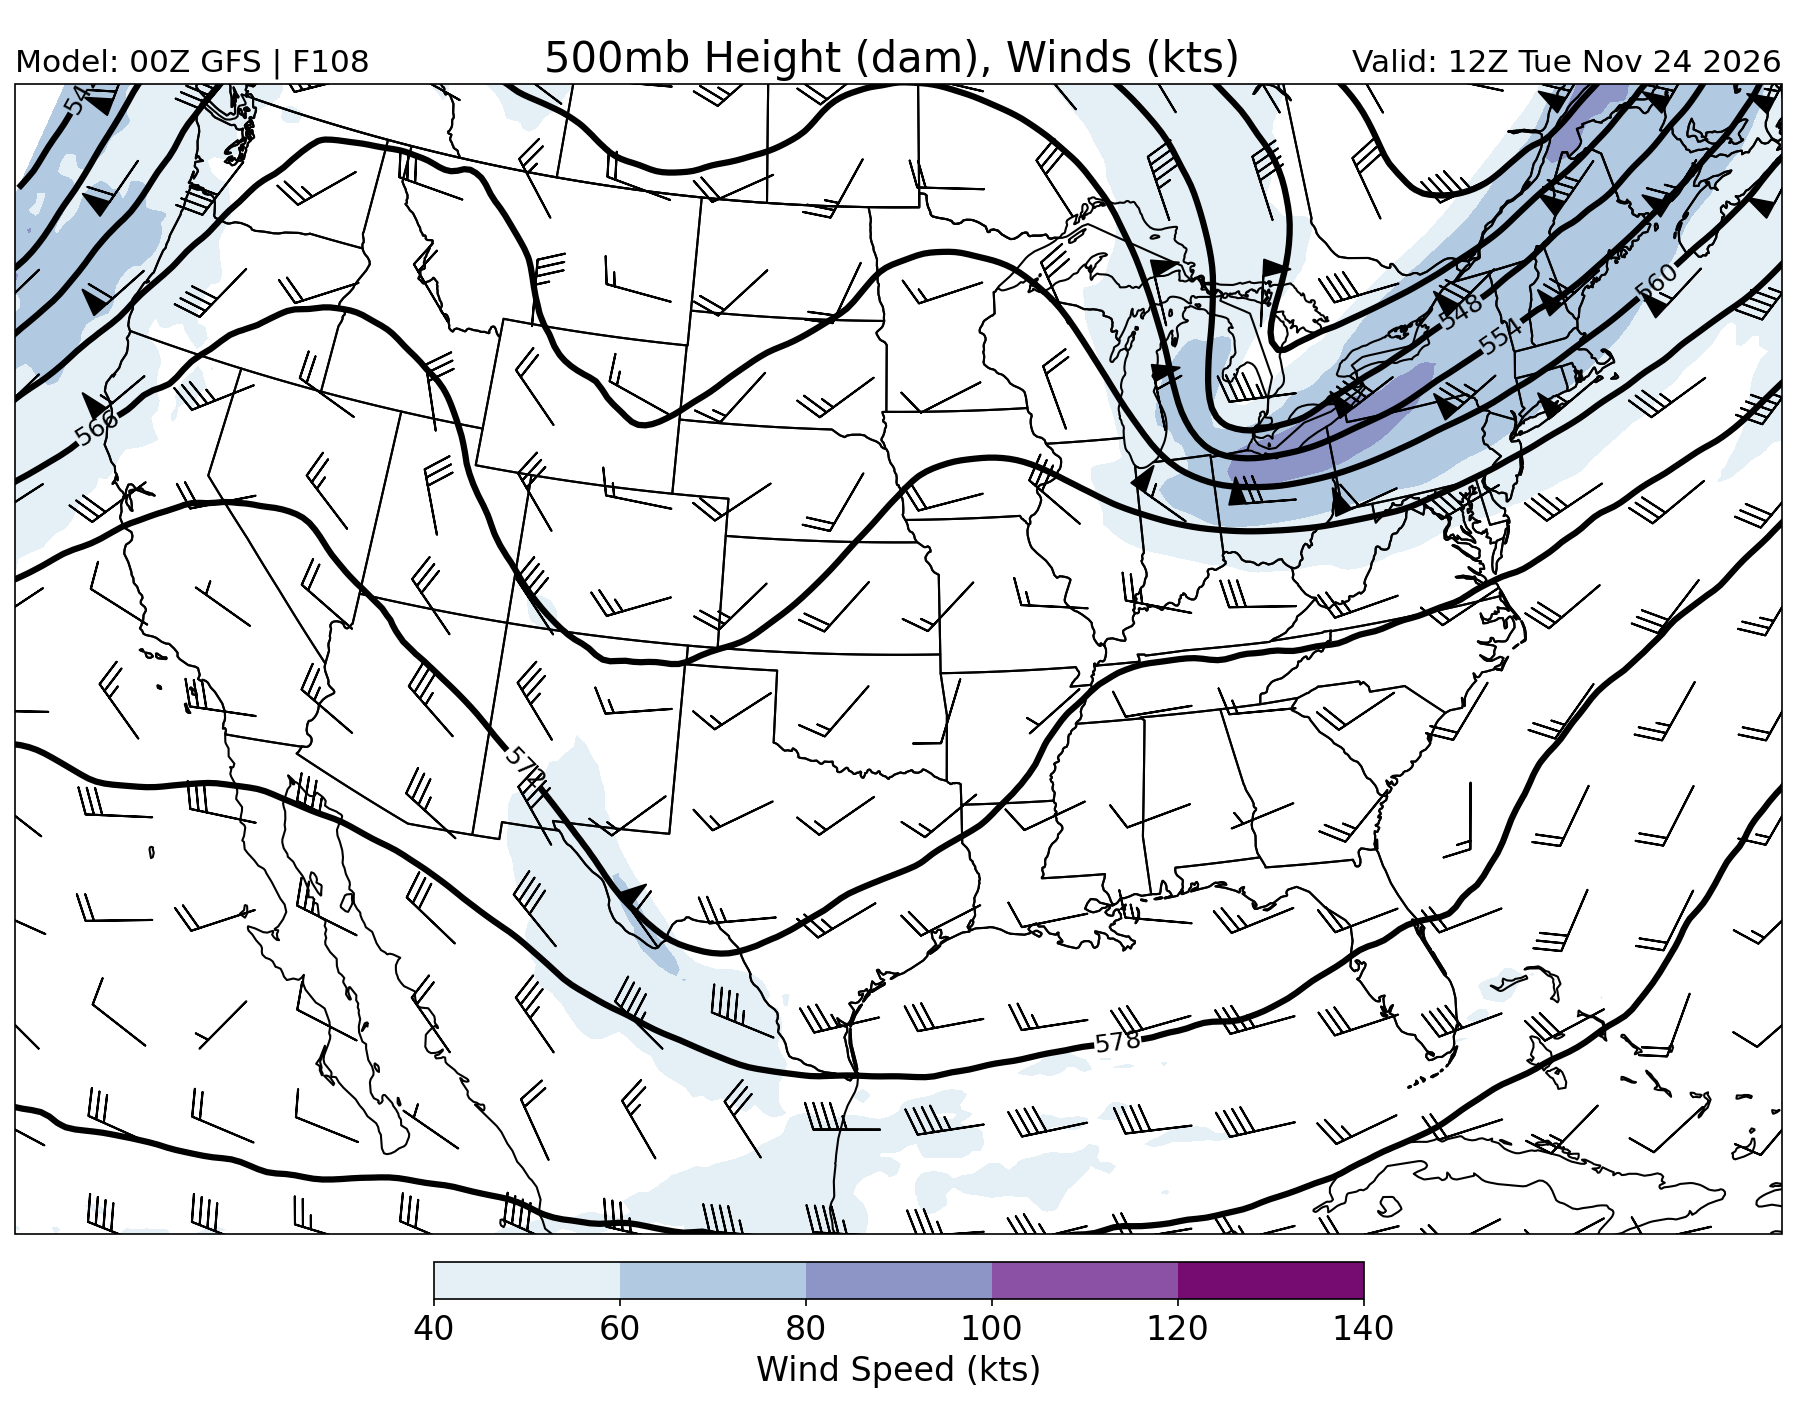 Model: 00Z GFS | F108
500mb Height (dam), Winds (kts)
Valid: 12Z Tue Nov 24 2026
560
548
554
566
578
40 60 80 100 120 140
Wind Speed (kts)